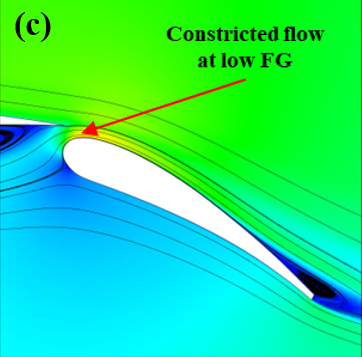 (c)
Constricted flow
at low FG